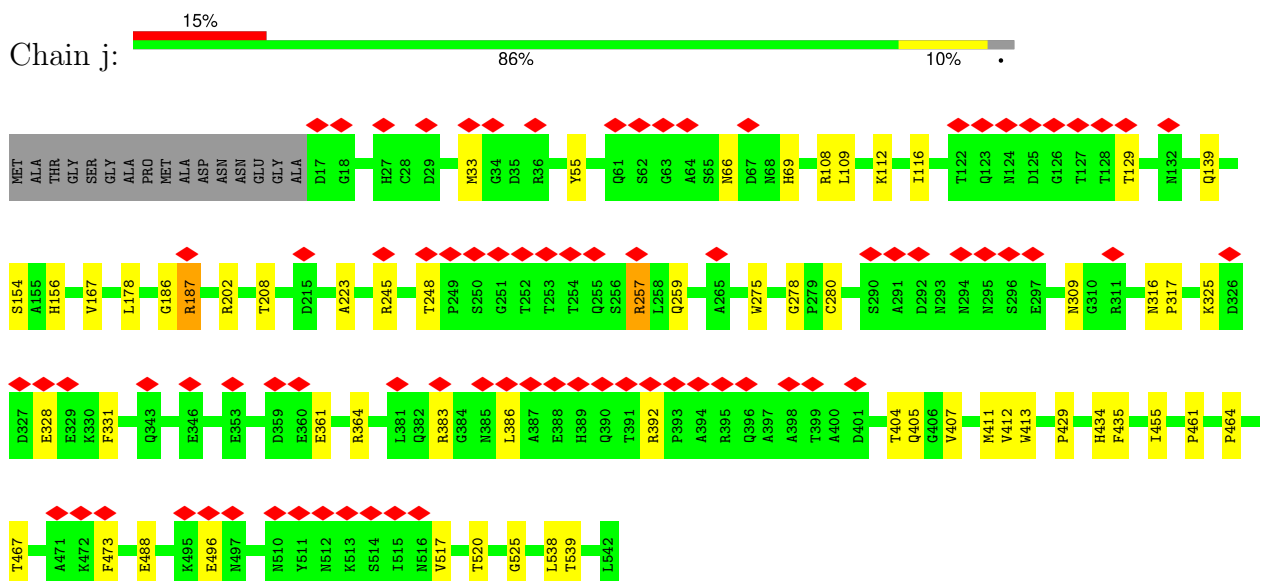 15%
Chain j:
86% 10% •
MET ALA THR GLY SER GLY ALA PRO MET ALA ASP ASN ASN GLU GLY ALA D17 G18 H27 C28 D29 M33 G34 D35 R36 Y55 Q61 S62 G63 A64 S65 N66 D67 N68 H69 R108 L109 K112 I116 T122 Q123 N124 D125 G126 T127 T128 T129 N132 Q139
S154 A155 H156 V167 L178 G186 R187 R202 T208 D215 A223 R245 T248 P249 S250 G251 T252 T253 T254 Q255 S256 R257 L258 Q259 A265 W275 G278 P279 C280 S290 A291 D292 N293 N294 N295 S296 E297 N309 G310 R311 N316 P317 K325 D326
D327 E328 E329 K330 F331 Q343 E346 E353 D359 E360 E361 R364 L381 Q382 R383 G384 N385 L386 A387 E388 H389 Q390 T391 R392 P393 A394 R395 Q396 A397 A398 T399 A400 D401 T404 Q405 G406 V407 M411 V412 W413 P429 H434 F435 I455 P461 P464
T467 A471 K472 F473 E488 K495 E496 N497 N510 Y511 N512 K513 S514 I515 N516 V517 T520 G525 L538 T539 L542